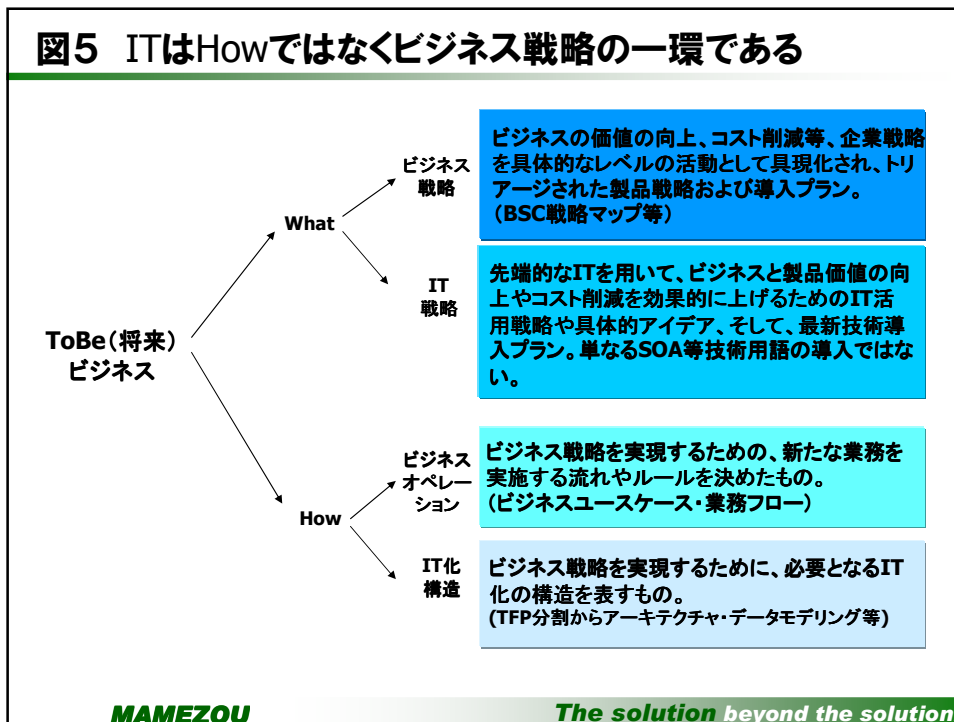 図5 ITはHowではなくビジネス戦略の一環である
ToBe(将来)
ビジネス
What
ビジネス
戦略
ビジネスの価値の向上、コスト削減等、企業戦略
を具体的なレベルの活動として具現化され、トリ
アージされた製品戦略および導入プラン。
(BSC戦略マップ等)
IT
戦略
先端的なITを用いて、ビジネスと製品価値の向
上やコスト削減を効果的に上げるためのIT活
用戦略や具体的アイデア、そして、最新技術導
入プラン。単なるSOA等技術用語の導入ではな
い。
How
ビジネス
オペレー
ション
ビジネス戦略を実現するための、新たな業務を
実施する流れやルールを決めたもの。
(ビジネスユースケース・業務フロー)
IT化
構造
ビジネス戦略を実現するために、必要となるIT
化の構造を表すもの。
(TFP分割からアーキテクチャ・データモデリング等)
MAMEZOU
The solution beyond the solution